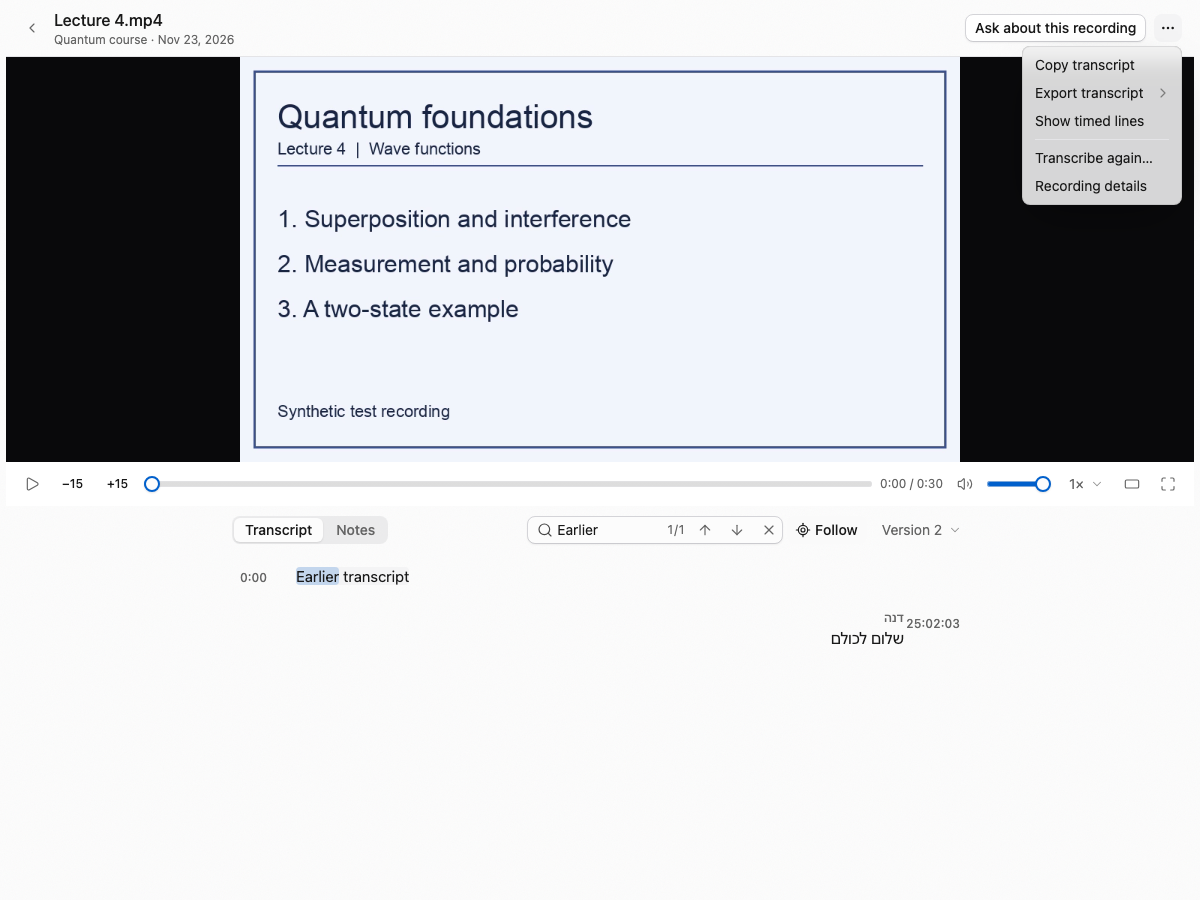 Lecture 4.mp4
Quantum course · Nov 23, 2026
Ask about this recording
Copy transcript
Export transcript
Show timed lines
Transcribe again...
Recording details
Quantum foundations
Lecture 4 | Wave functions
1. Superposition and interference
2. Measurement and probability
3. A two-state example
Synthetic test recording
−15 +15 0:00 / 0:30 1x
Transcript Notes Earlier 1/1 Follow Version 2
0:00 Earlier transcript
25:02:03 דנה
שלום לכולם